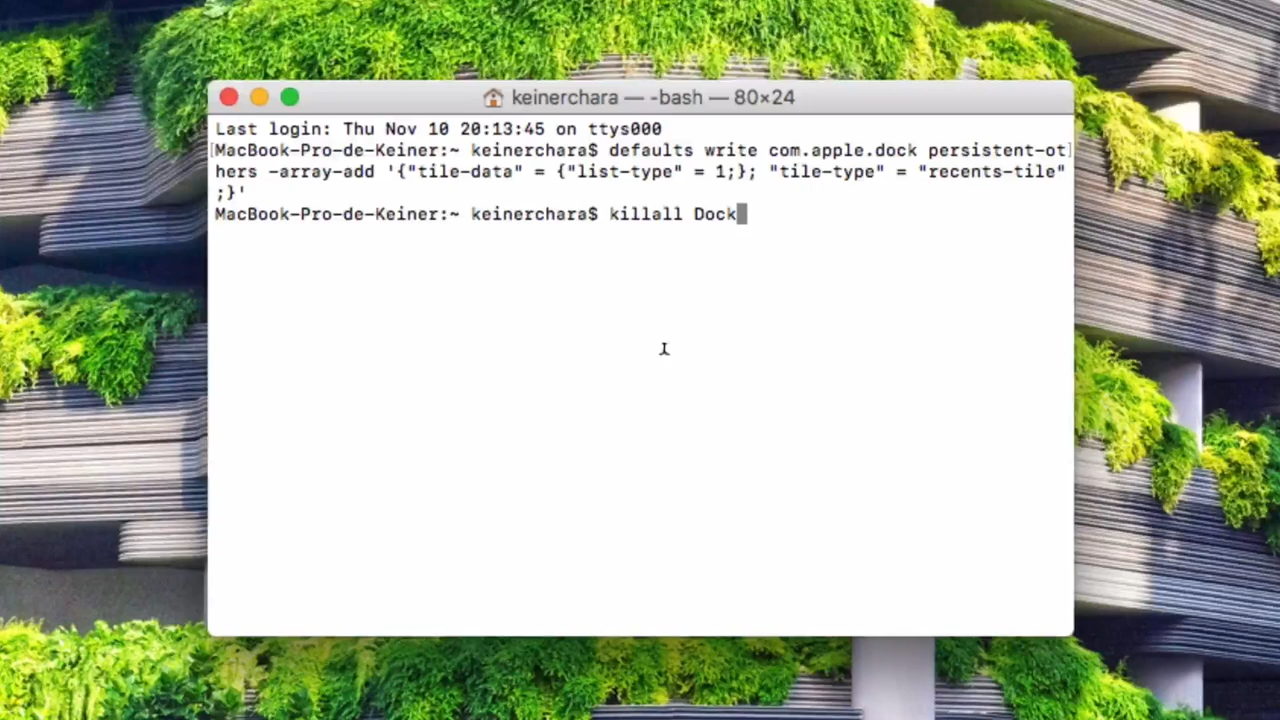 keinerchara — -bash — 80×24
Last login: Thu Nov 10 20:13:45 on ttys000
[MacBook-Pro-de-Keiner:~ keinerchara$ defaults write com.apple.dock persistent-ot]
hers -array-add '{"tile-data" = {"list-type" = 1;}; "tile-type" = "recents-tile"
;}'
MacBook-Pro-de-Keiner:~ keinerchara$ killall Dock